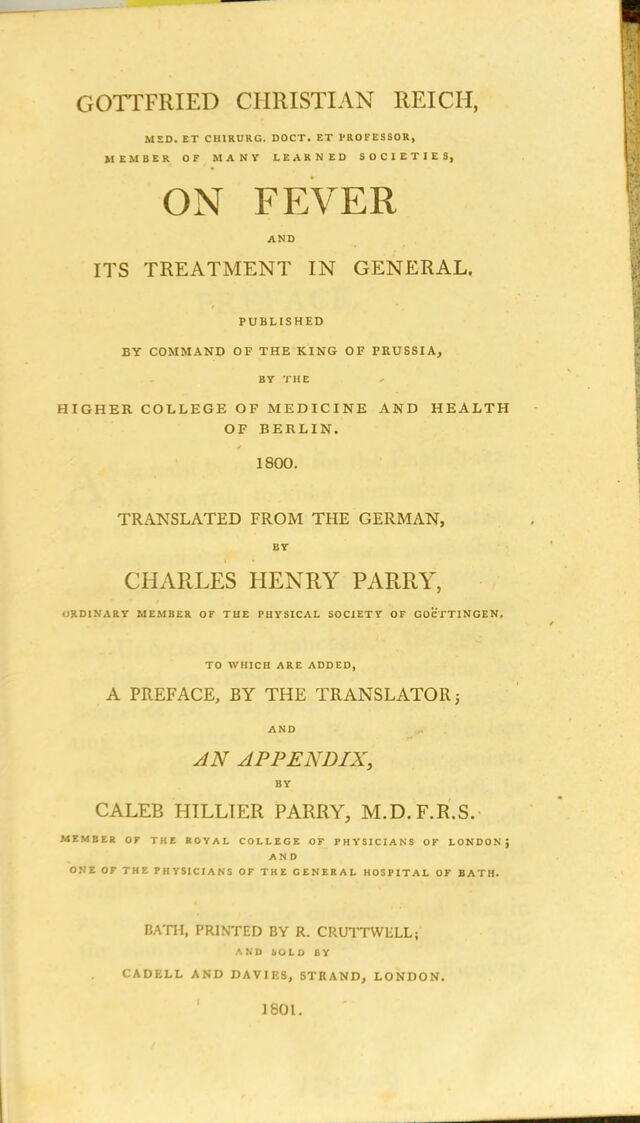 GOTTFRIED CHRISTIAN REICH,
MED. ET CHIRURG. DOCT. ET PROFESSOR,
MEMBER OF MANY LEARNED SOCIETIES,
ON FEVER
AND
ITS TREATMENT IN GENERAL.
PUBLISHED
BY COMMAND OF THE KING OF PRUSSIA,
BY THE
HIGHER COLLEGE OF MEDICINE AND HEALTH
OF BERLIN.
1800.
TRANSLATED FROM THE GERMAN,
BY
CHARLES HENRY PARRY,
ORDINARY MEMBER OF THE PHYSICAL SOCIETY OF GOËTTINGEN.
TO WHICH ARE ADDED,
A PREFACE, BY THE TRANSLATOR;
AND
AN APPENDIX,
BY
CALEB HILLIER PARRY, M.D. F.R.S.
MEMBER OF THE ROYAL COLLEGE OF PHYSICIANS OF LONDON;
AND
ONE OF THE PHYSICIANS OF THE GENERAL HOSPITAL OF BATH.
BATH, PRINTED BY R. CRUTTWELL;
AND SOLD BY
CADELL AND DAVIES, STRAND, LONDON.
1801.